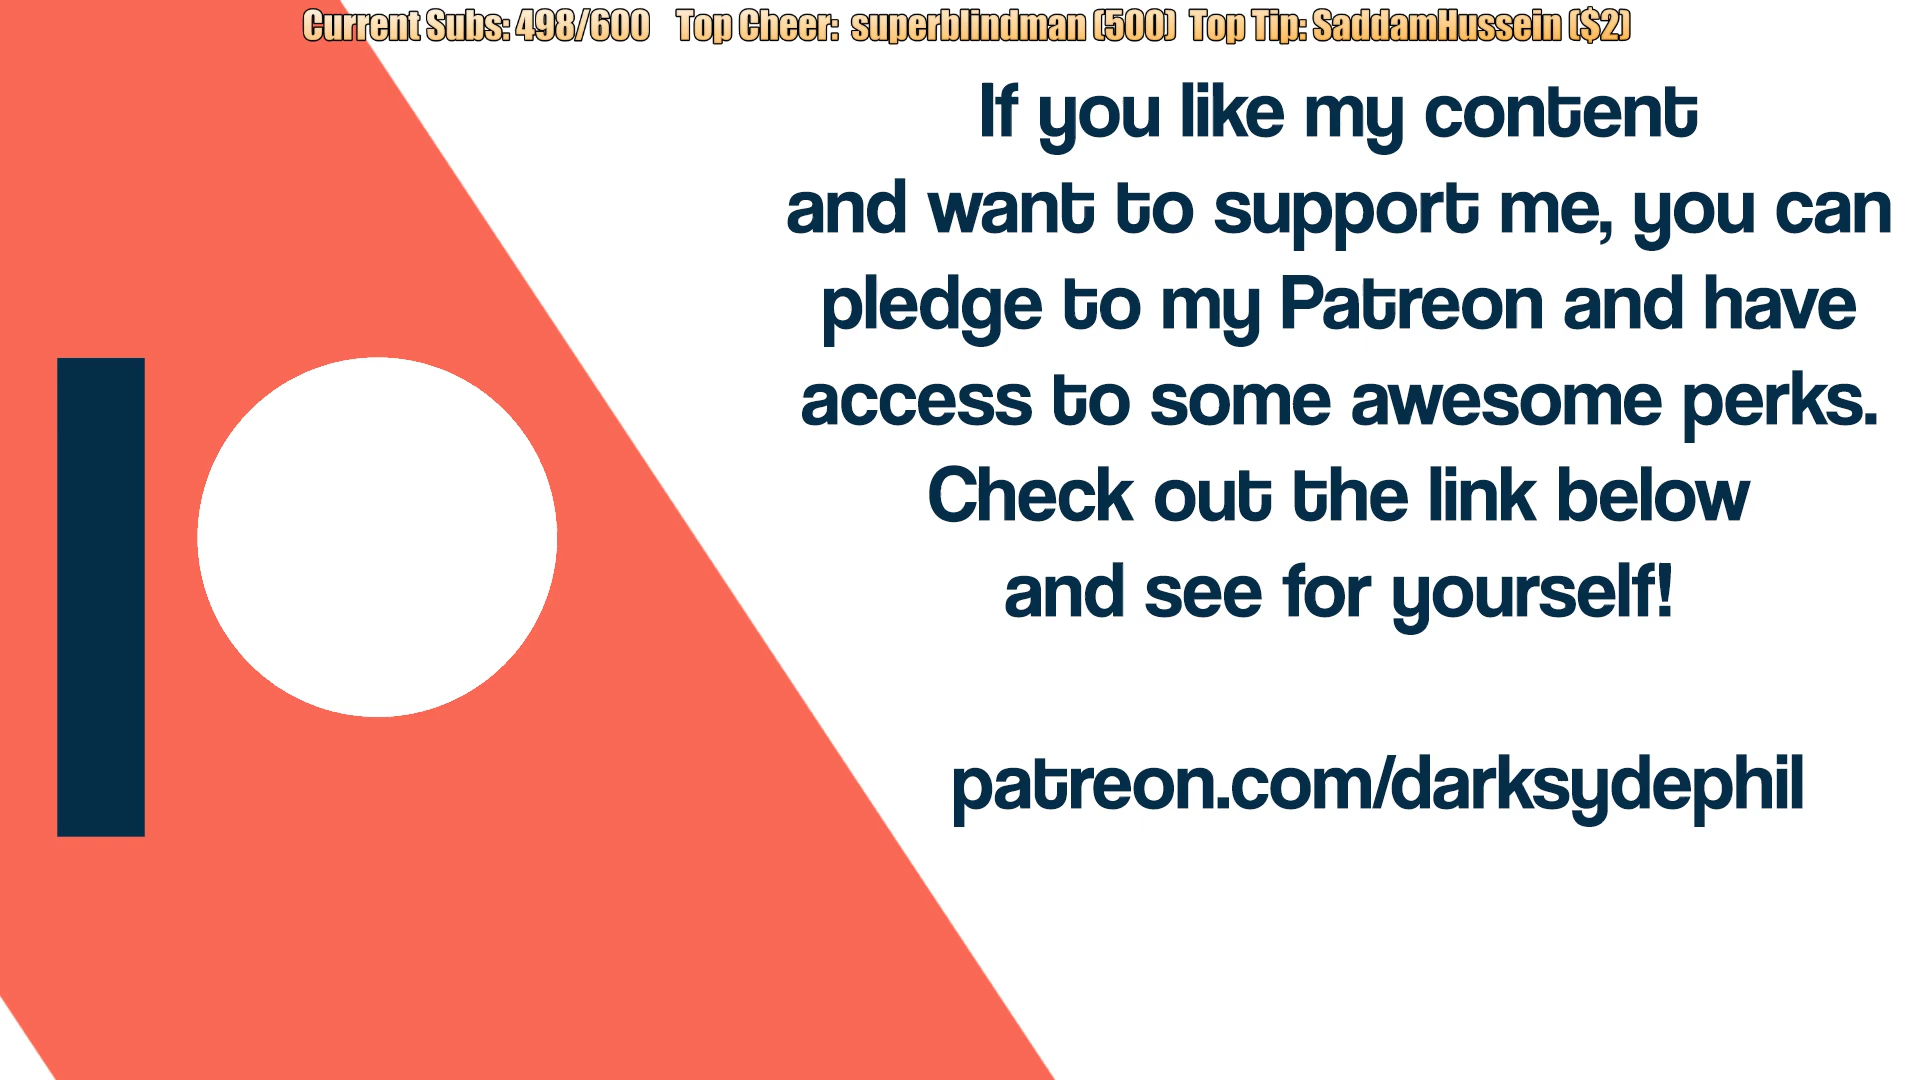 Current Subs: 498/600 Top Cheer: superblindman (500) Top Tip: SaddamHussein ($2)
If you like my content
and want to support me, you can
pledge to my Patreon and have
access to some awesome perks.
Check out the link below
and see for yourself!
patreon.com/darksydephil